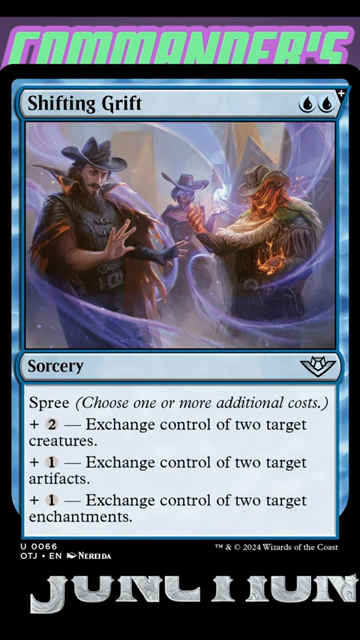 COMMANDER'S
Shifting Grift
Sorcery
Spree (Choose one or more additional costs.)
+ 2 — Exchange control of two target
creatures.
+ 1 — Exchange control of two target
artifacts.
+ 1 — Exchange control of two target
enchantments.
U 0066
OTJ • EN NEREIDA
™ & © 2024 Wizards of the Coast
JUNCTION